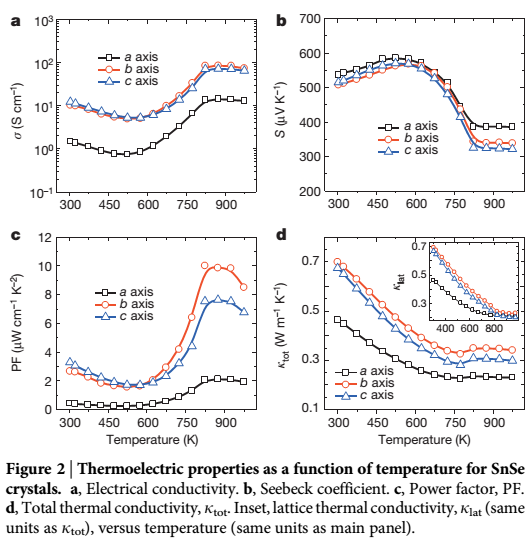 a
10³
10²
10¹
10⁰
10⁻¹
σ (S cm⁻¹)
a axis
b axis
c axis
300 450 600 750 900
b
700
600
500
400
300
200
S (μV K⁻¹)
a axis
b axis
c axis
300 450 600 750 900
c
12
10
8
6
4
2
0
PF (μW cm⁻¹ K⁻²)
a axis
b axis
c axis
300 450 600 750 900
Temperature (K)
d
0.7
0.5
0.3
0.1
κtot (W m⁻¹ K⁻¹)
0.7
0.5
0.3
κlat
400 600 800
a axis
b axis
c axis
300 450 600 750 900
Temperature (K)
Figure 2 | Thermoelectric properties as a function of temperature for SnSe
crystals. a, Electrical conductivity. b, Seebeck coefficient. c, Power factor, PF.
d, Total thermal conductivity, κtot. Inset, lattice thermal conductivity, κlat (same
units as κtot), versus temperature (same units as main panel).